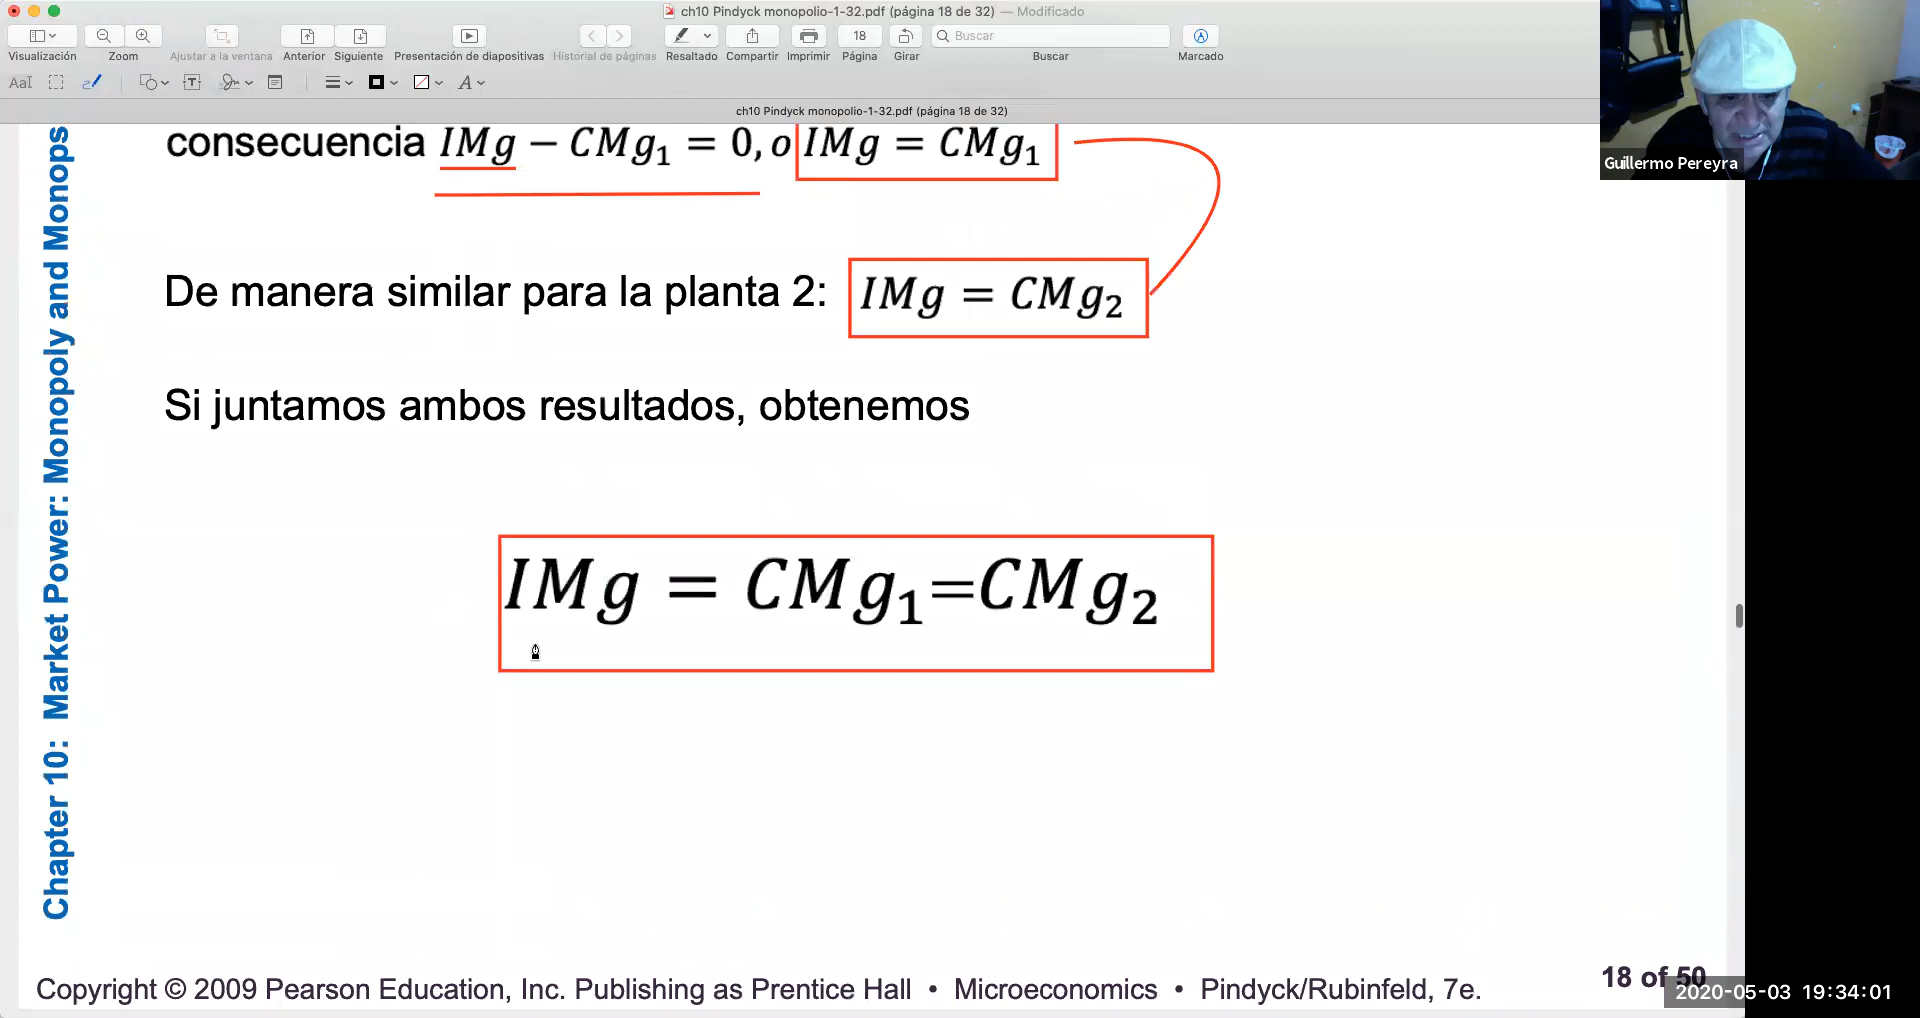 ch10 Pindyck monopolio-1-32.pdf (página 18 de 32) — Modificado
18
Buscar
Visualización
Zoom
Ajustar a la ventana
Anterior
Siguiente
Presentación de diapositivas
Historial de páginas
Resaltado
Compartir
Imprimir
Página
Girar
Buscar
Marcado
ch10 Pindyck monopolio-1-32.pdf (página 18 de 32)
Guillermo Pereyra
consecuencia IMg − CMg₁ = 0, o IMg = CMg₁
De manera similar para la planta 2: IMg = CMg₂
Si juntamos ambos resultados, obtenemos
IMg = CMg₁=CMg₂
Chapter 10: Market Power: Monopoly and Monops
Copyright © 2009 Pearson Education, Inc. Publishing as Prentice Hall • Microeconomics • Pindyck/Rubinfeld, 7e.
18 of 50
2020-05-03 19:34:01